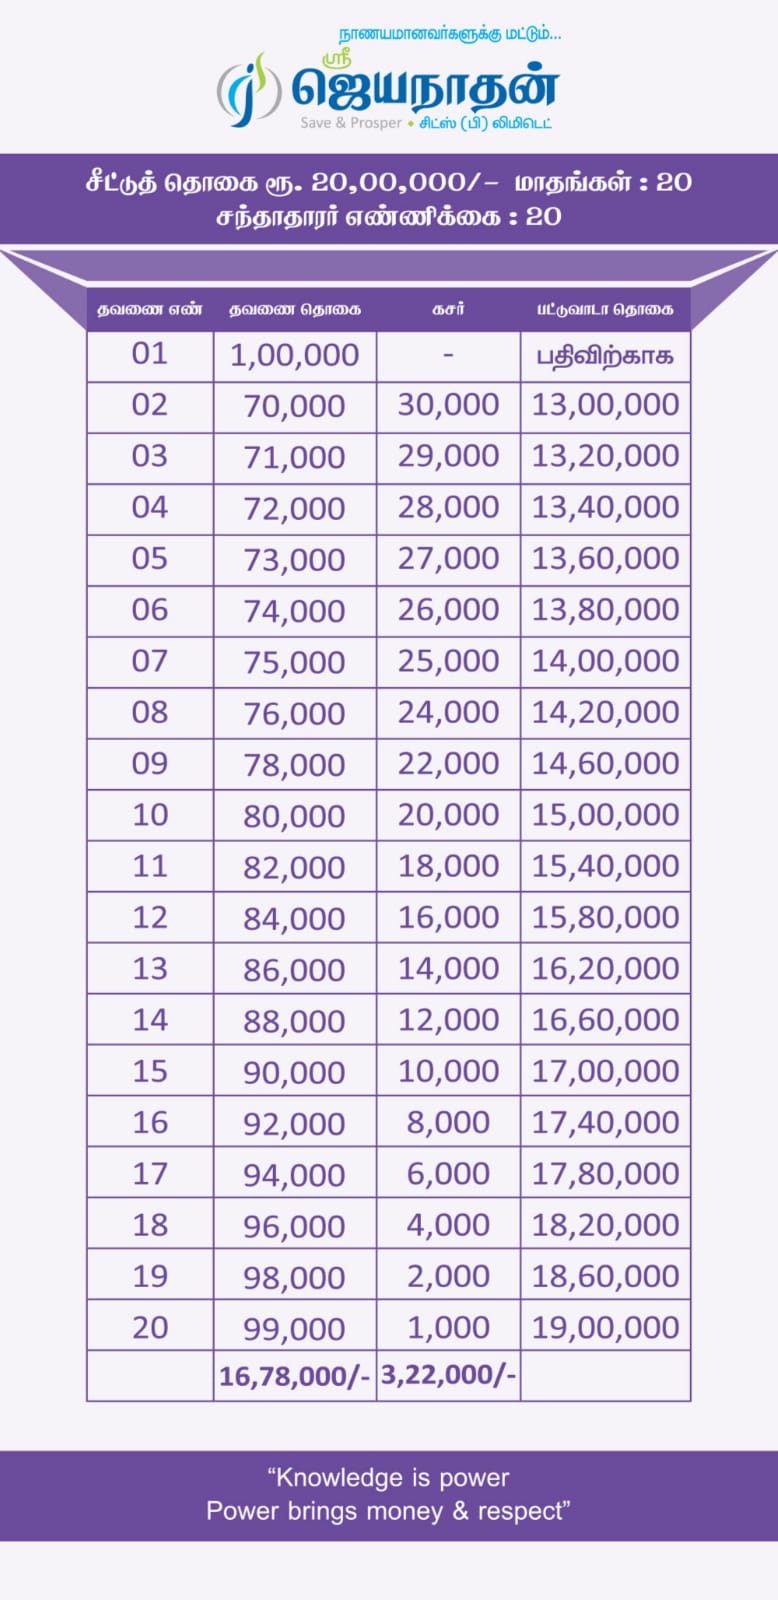 நாணயமானவர்களுக்கு மட்டும்...
ஸ்ரீ
ஜெயநாதன்
Save & Prosper • சிட்ஸ் (பி) லிமிடெட்
சீட்டுத் தொகை ரூ. 20,00,000/- மாதங்கள் : 20
சந்தாதாரர் எண்ணிக்கை : 20
தவணை எண் தவணை தொகை கசர் பட்டுவாடா தொகை
01 1,00,000 - பதிவிற்காக
02 70,000 30,000 13,00,000
03 71,000 29,000 13,20,000
04 72,000 28,000 13,40,000
05 73,000 27,000 13,60,000
06 74,000 26,000 13,80,000
07 75,000 25,000 14,00,000
08 76,000 24,000 14,20,000
09 78,000 22,000 14,60,000
10 80,000 20,000 15,00,000
11 82,000 18,000 15,40,000
12 84,000 16,000 15,80,000
13 86,000 14,000 16,20,000
14 88,000 12,000 16,60,000
15 90,000 10,000 17,00,000
16 92,000 8,000 17,40,000
17 94,000 6,000 17,80,000
18 96,000 4,000 18,20,000
19 98,000 2,000 18,60,000
20 99,000 1,000 19,00,000
16,78,000/- 3,22,000/-
“Knowledge is power
Power brings money & respect”